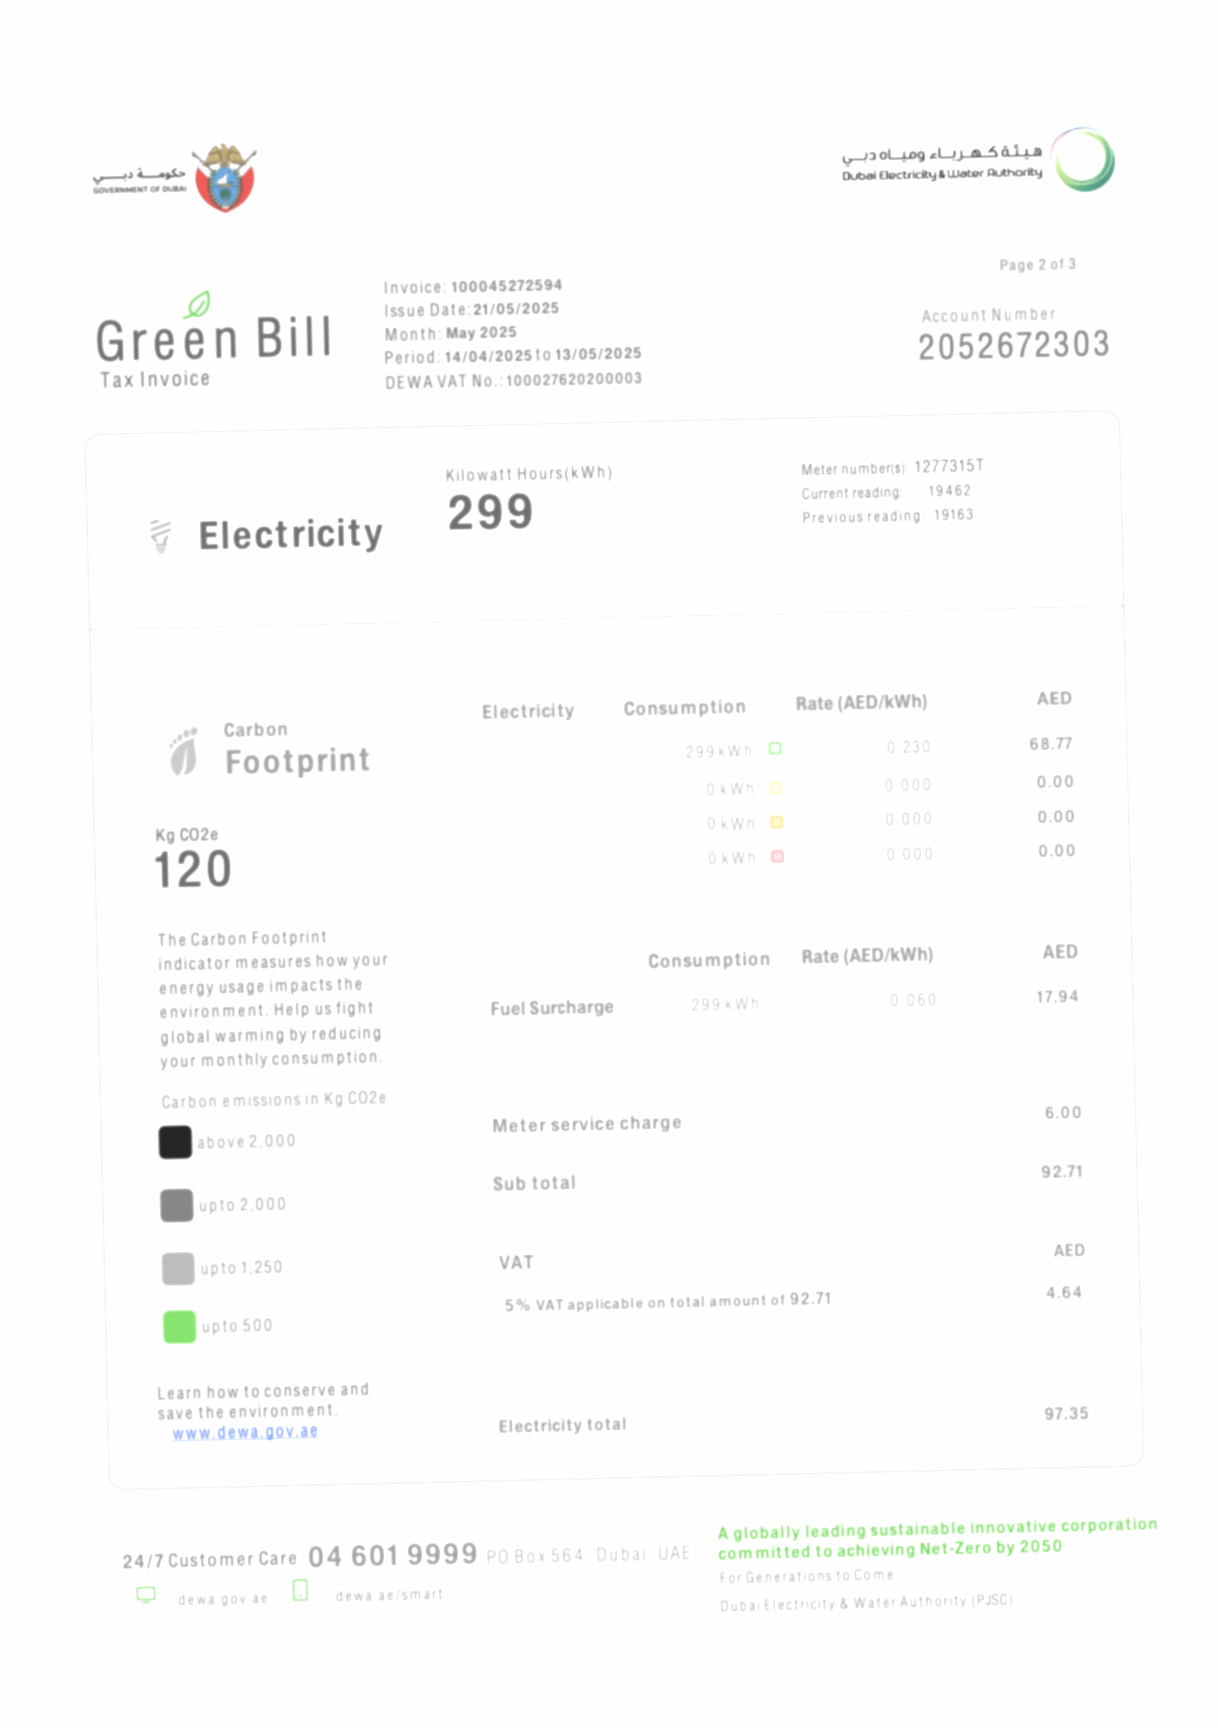 حكومة دبي
GOVERNMENT OF DUBAI
هيئة كهرباء ومياه دبي
Dubai Electricity & Water Authority
Page 2 of 3
Green Bill
Tax Invoice
Invoice: 100045272594
Issue Date: 21/05/2025
Month: May 2025
Period: 14/04/2025 to 13/05/2025
DEWA VAT No.: 100027620200003
Account Number
2052672303
Electricity
Kilowatt Hours(kWh)
299
Meter number(s): 1277315T
Current reading: 19462
Previous reading: 19163
Carbon
Footprint
Kg CO2e
120
The Carbon Footprint
indicator measures how your
energy usage impacts the
environment. Help us fight
global warming by reducing
your monthly consumption.
Carbon emissions in Kg CO2e
above 2,000
upto 2,000
upto 1,250
upto 500
Learn how to conserve and
save the environment.
www.dewa.gov.ae
Electricity Consumption Rate (AED/kWh) AED
299 kWh 0.230 68.77
0 kWh 0.000 0.00
0 kWh 0.000 0.00
0 kWh 0.000 0.00
Consumption Rate (AED/kWh) AED
Fuel Surcharge 299 kWh 0.060 17.94
Meter service charge 6.00
Sub total 92.71
VAT AED
5% VAT applicable on total amount of 92.71 4.64
Electricity total 97.35
24/7 Customer Care 04 601 9999 PO Box 564, Dubai, UAE.
dewa.gov.ae dewa.ae/smart
A globally leading sustainable innovative corporation
committed to achieving Net-Zero by 2050
For Generations to Come
Dubai Electricity & Water Authority (PJSC)